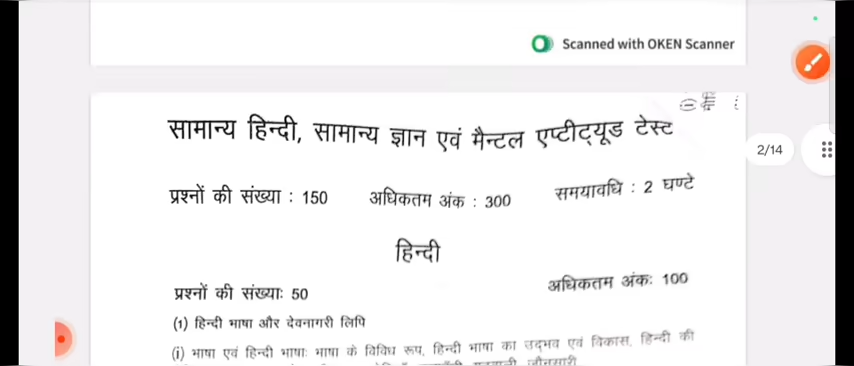 Scanned with OKEN Scanner
सामान्य हिन्दी, सामान्य ज्ञान एवं मैन्टल एप्टीट्यूड टेस्ट
2/14
प्रश्नों की संख्या : 150 अधिकतम अंक : 300 समयावधि : 2 घण्टे
हिन्दी
प्रश्नों की संख्याः 50 अधिकतम अंकः 100
(1) हिन्दी भाषा और देवनागरी लिपि
(i) भाषा एवं हिन्दी भाषाः भाषा के विविध रूप, हिन्दी भाषा का उद्भव एवं विकास, हिन्दी की